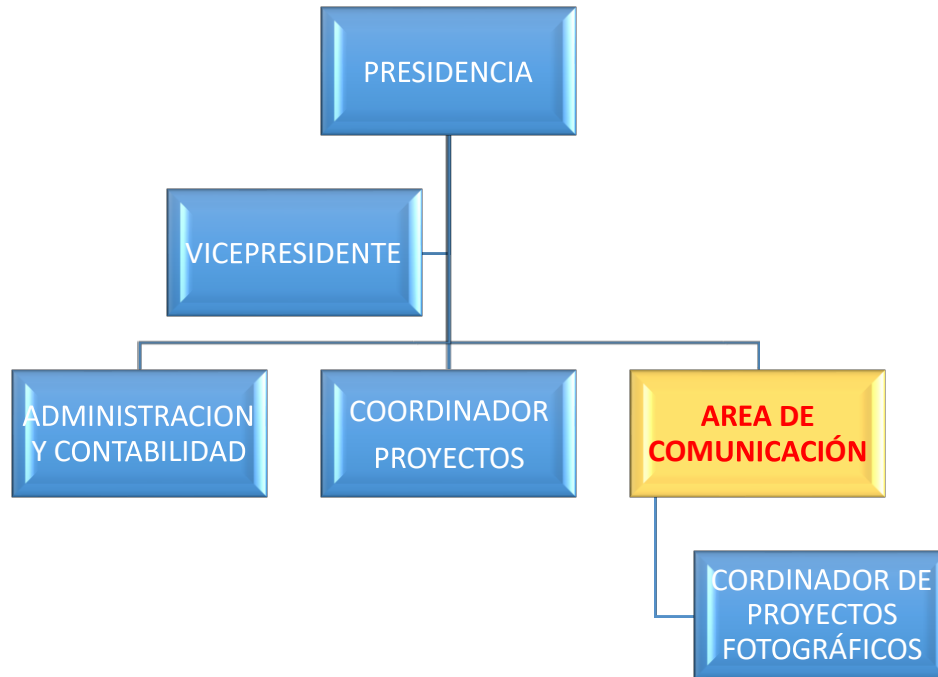 PRESIDENCIA
VICEPRESIDENTE
ADMINISTRACION
Y CONTABILIDAD
COORDINADOR
PROYECTOS
AREA DE
COMUNICACIÓN
CORDINADOR DE
PROYECTOS
FOTOGRÁFICOS